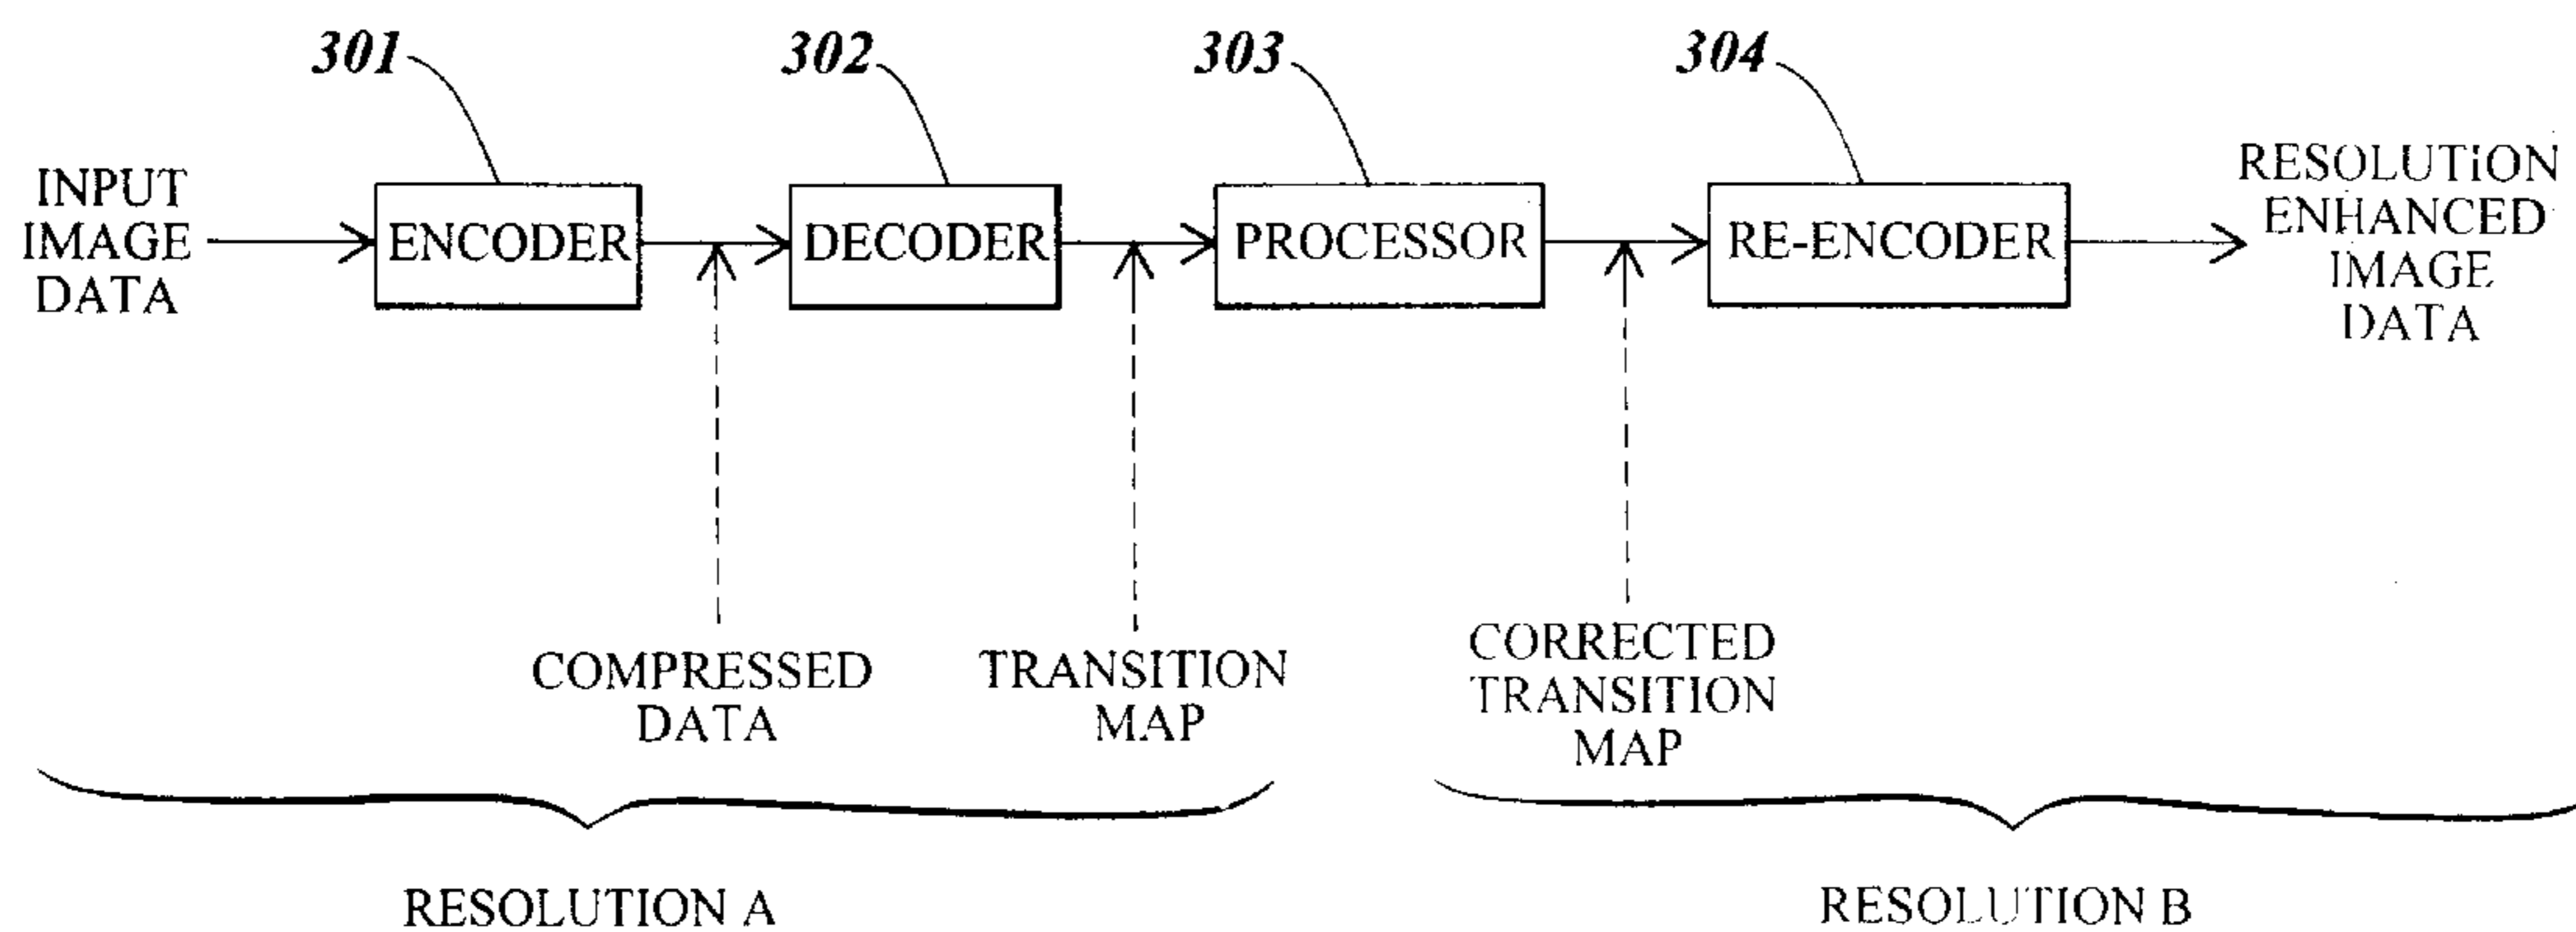 301
302
303
304
INPUT
IMAGE
DATA
ENCODER
DECODER
PROCESSOR
RE-ENCODER
RESOLUTiON
ENHANCED
IMAGE
DATA
COMPRESSED
DATA
TRANSITION
MAP
CORRECTED
TRANSITION
MAP
RESOLUTION A
RESOLUTION B